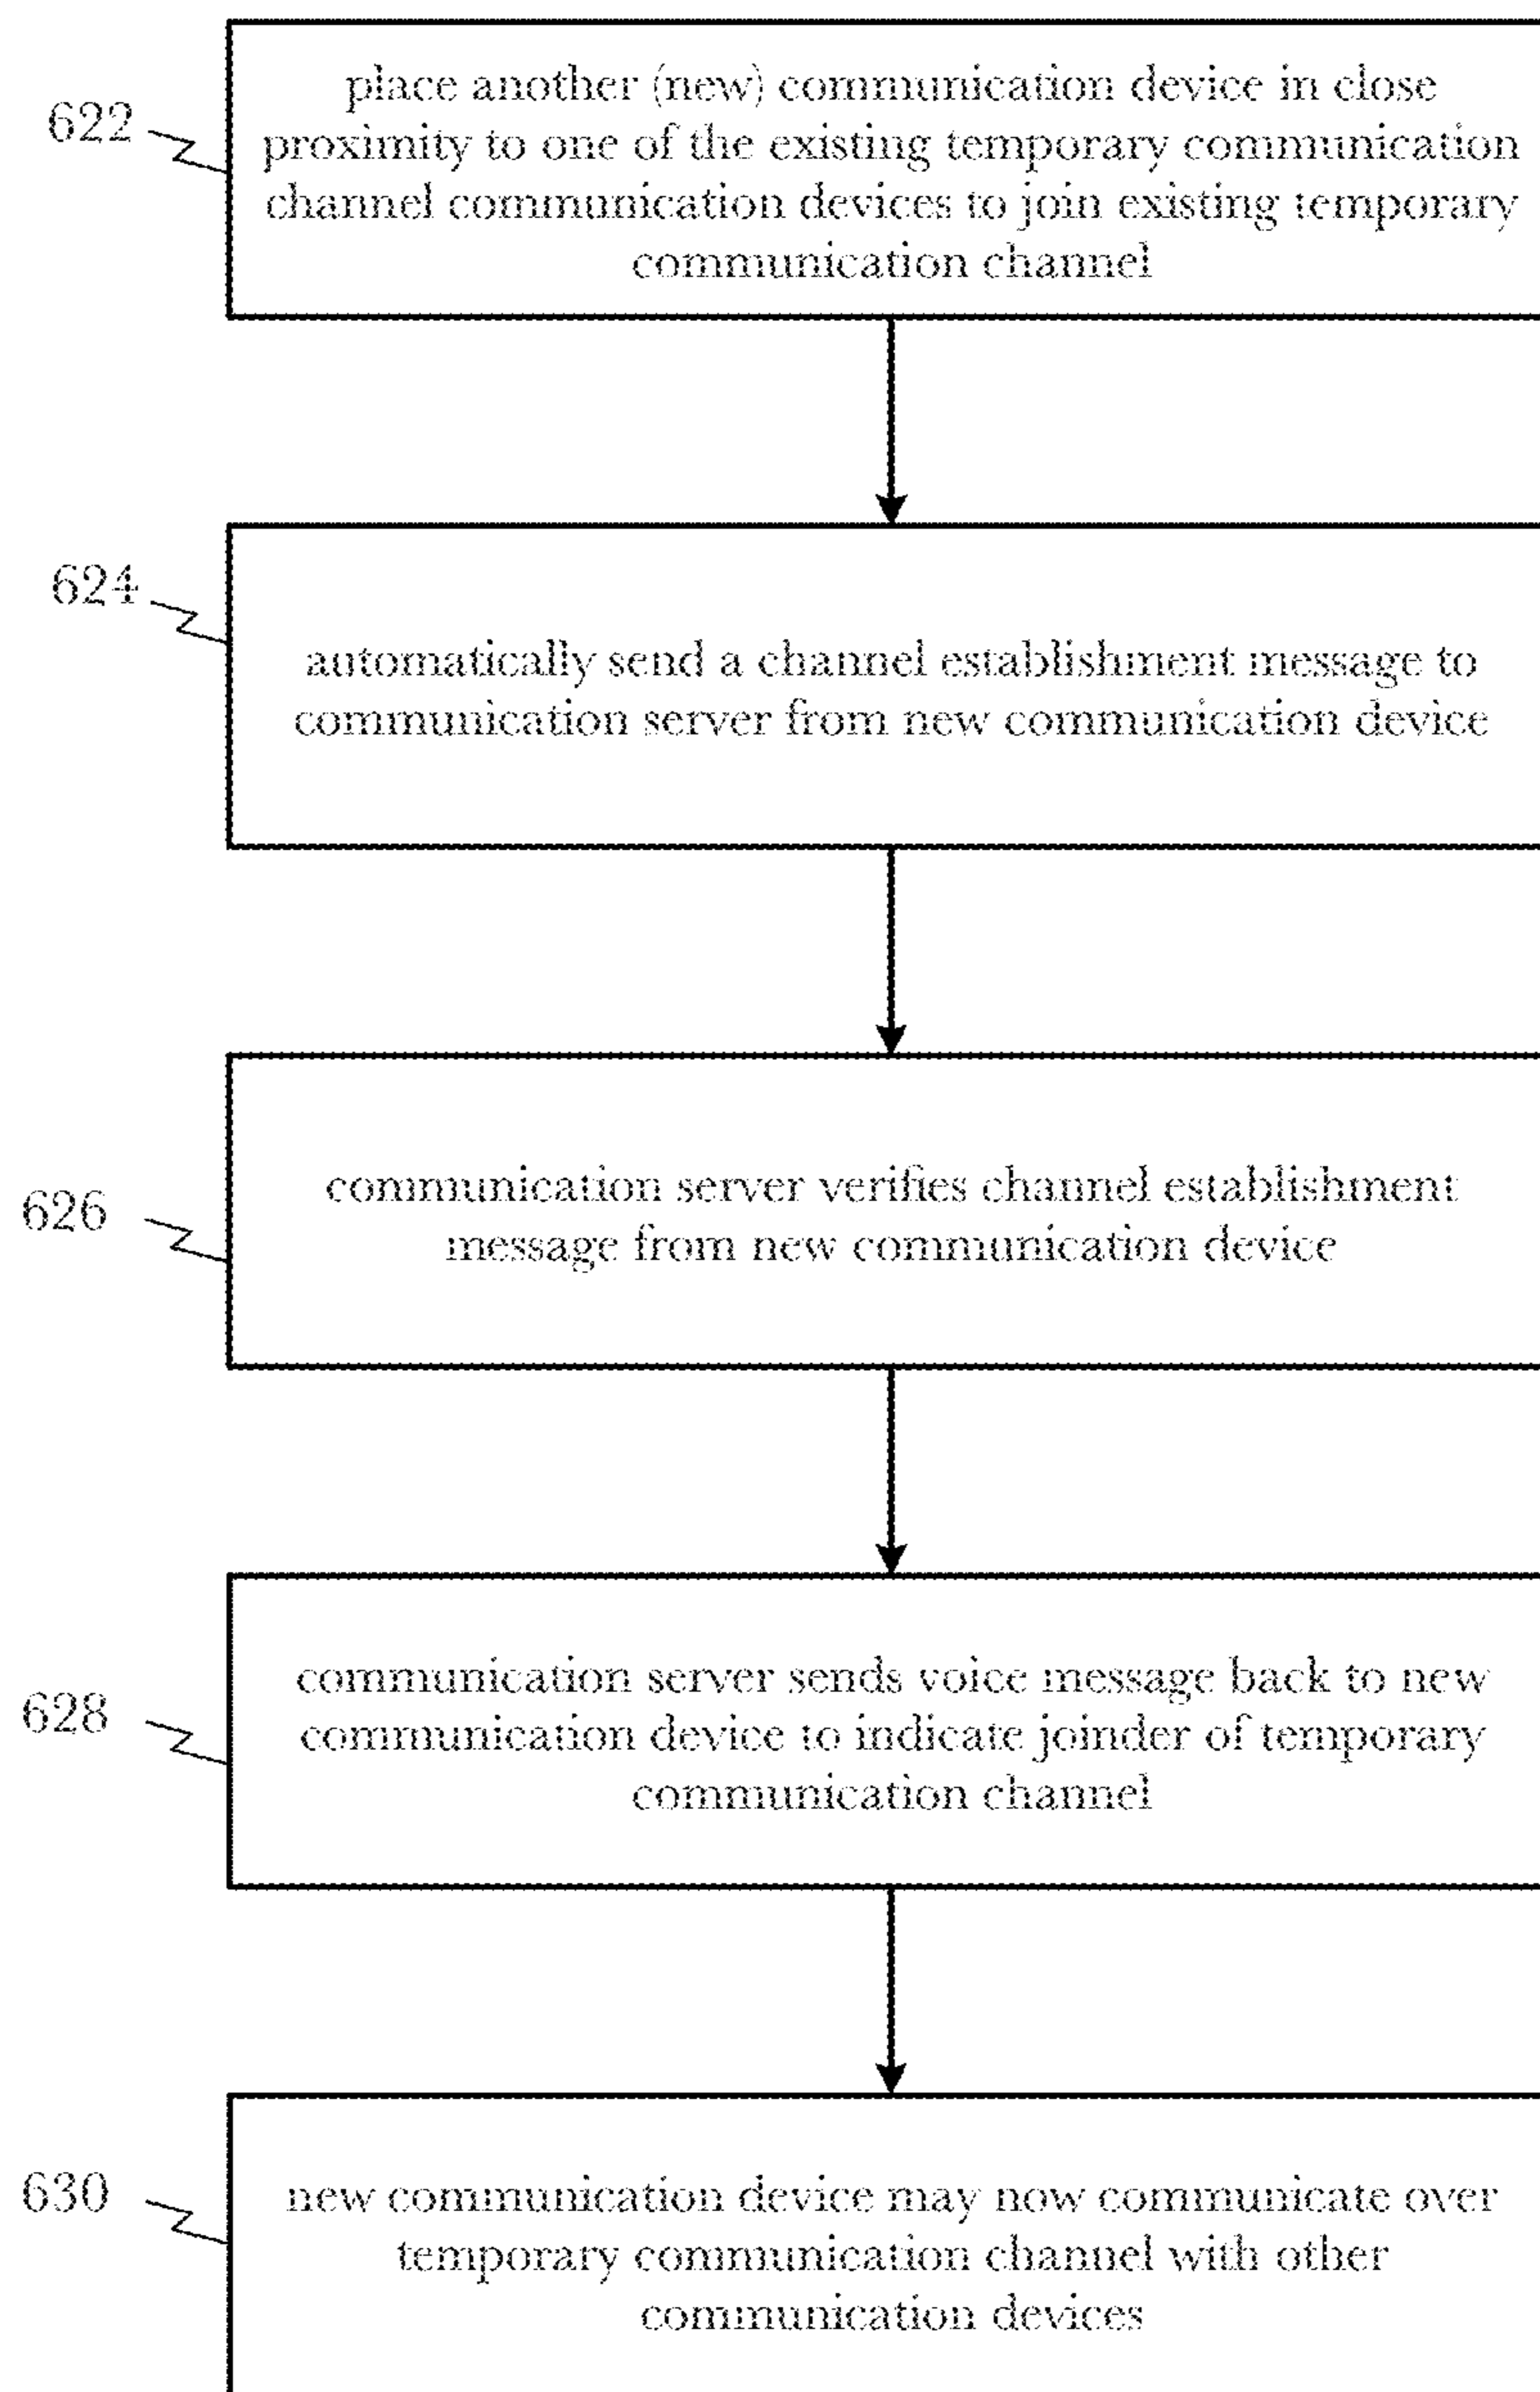 622
place another (new) communication device in close
proximity to one of the existing temporary communication
channel communication devices to join existing temporary
communication channel
624
automatically send a channel establishment message to
communication server from new communication device
626
communication server verifies channel establishment
message from new communication device
628
communication server sends voice message back to new
communication device to indicate joinder of temporary
communication channel
630
new communication device may now communicate over
temporary communication channel with other
communication devices